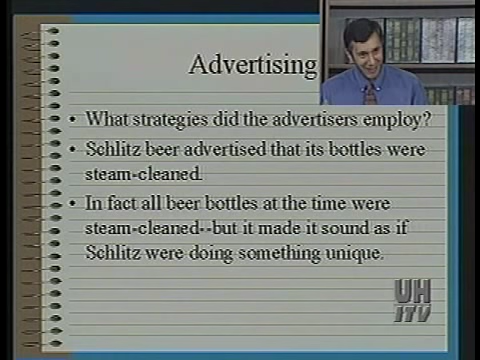 Advertising
• What strategies did the advertisers employ?
• Schlitz beer advertised that its bottles were
steam-cleaned.
• In fact all beer bottles at the time were
steam-cleaned--but it made it sound as if
Schlitz were doing something unique.
UH
ITV